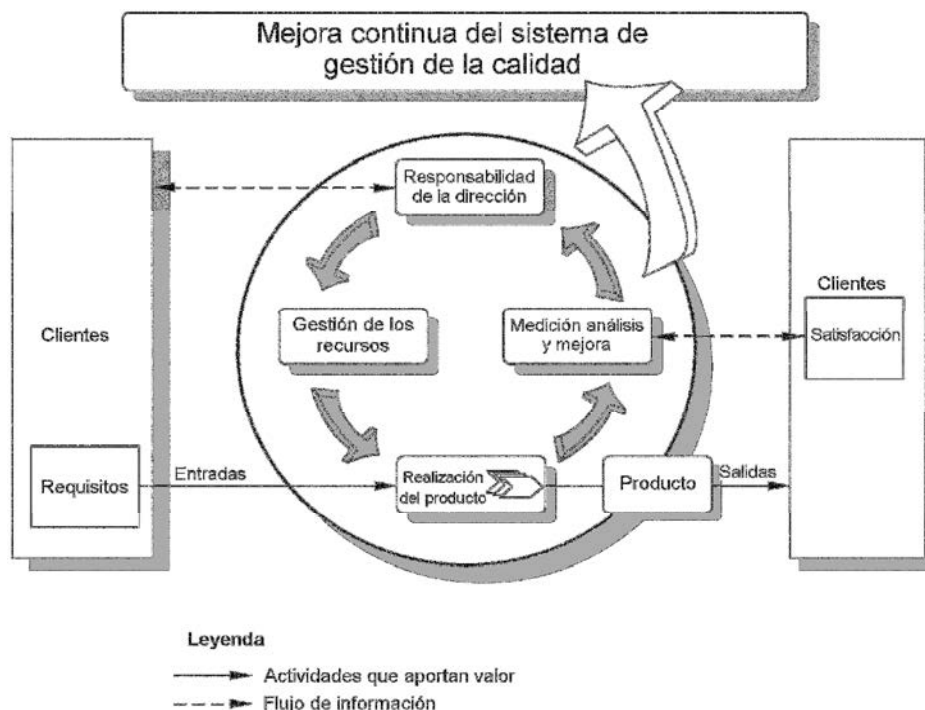 Mejora continua del sistema de
gestión de la calidad
Responsabilidad
de la dirección
Clientes
Gestión de los
recursos
Medición análisis
y mejora
Clientes
Satisfacción
Requisitos
Entradas
Realización
del producto
Producto
Salidas
Leyenda
Actividades que aportan valor
Flujo de información